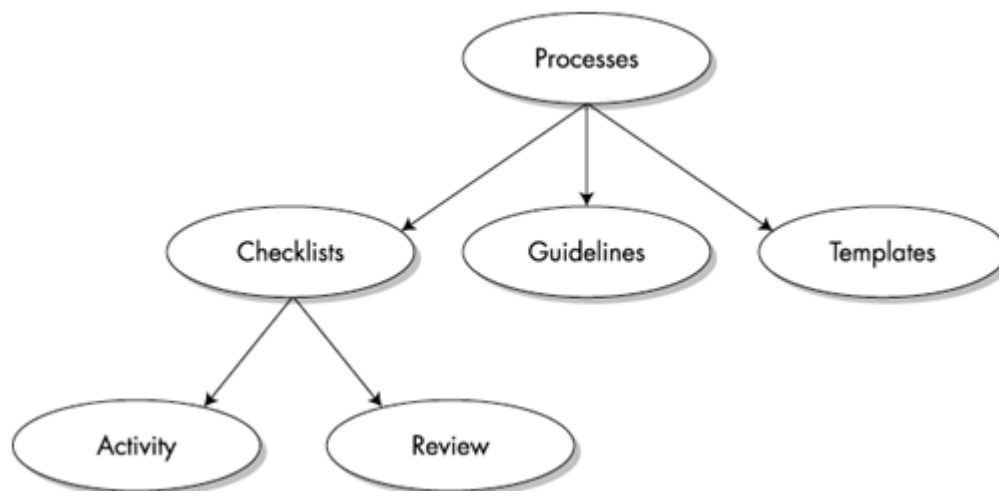 Processes
Checklists
Guidelines
Templates
Activity
Review